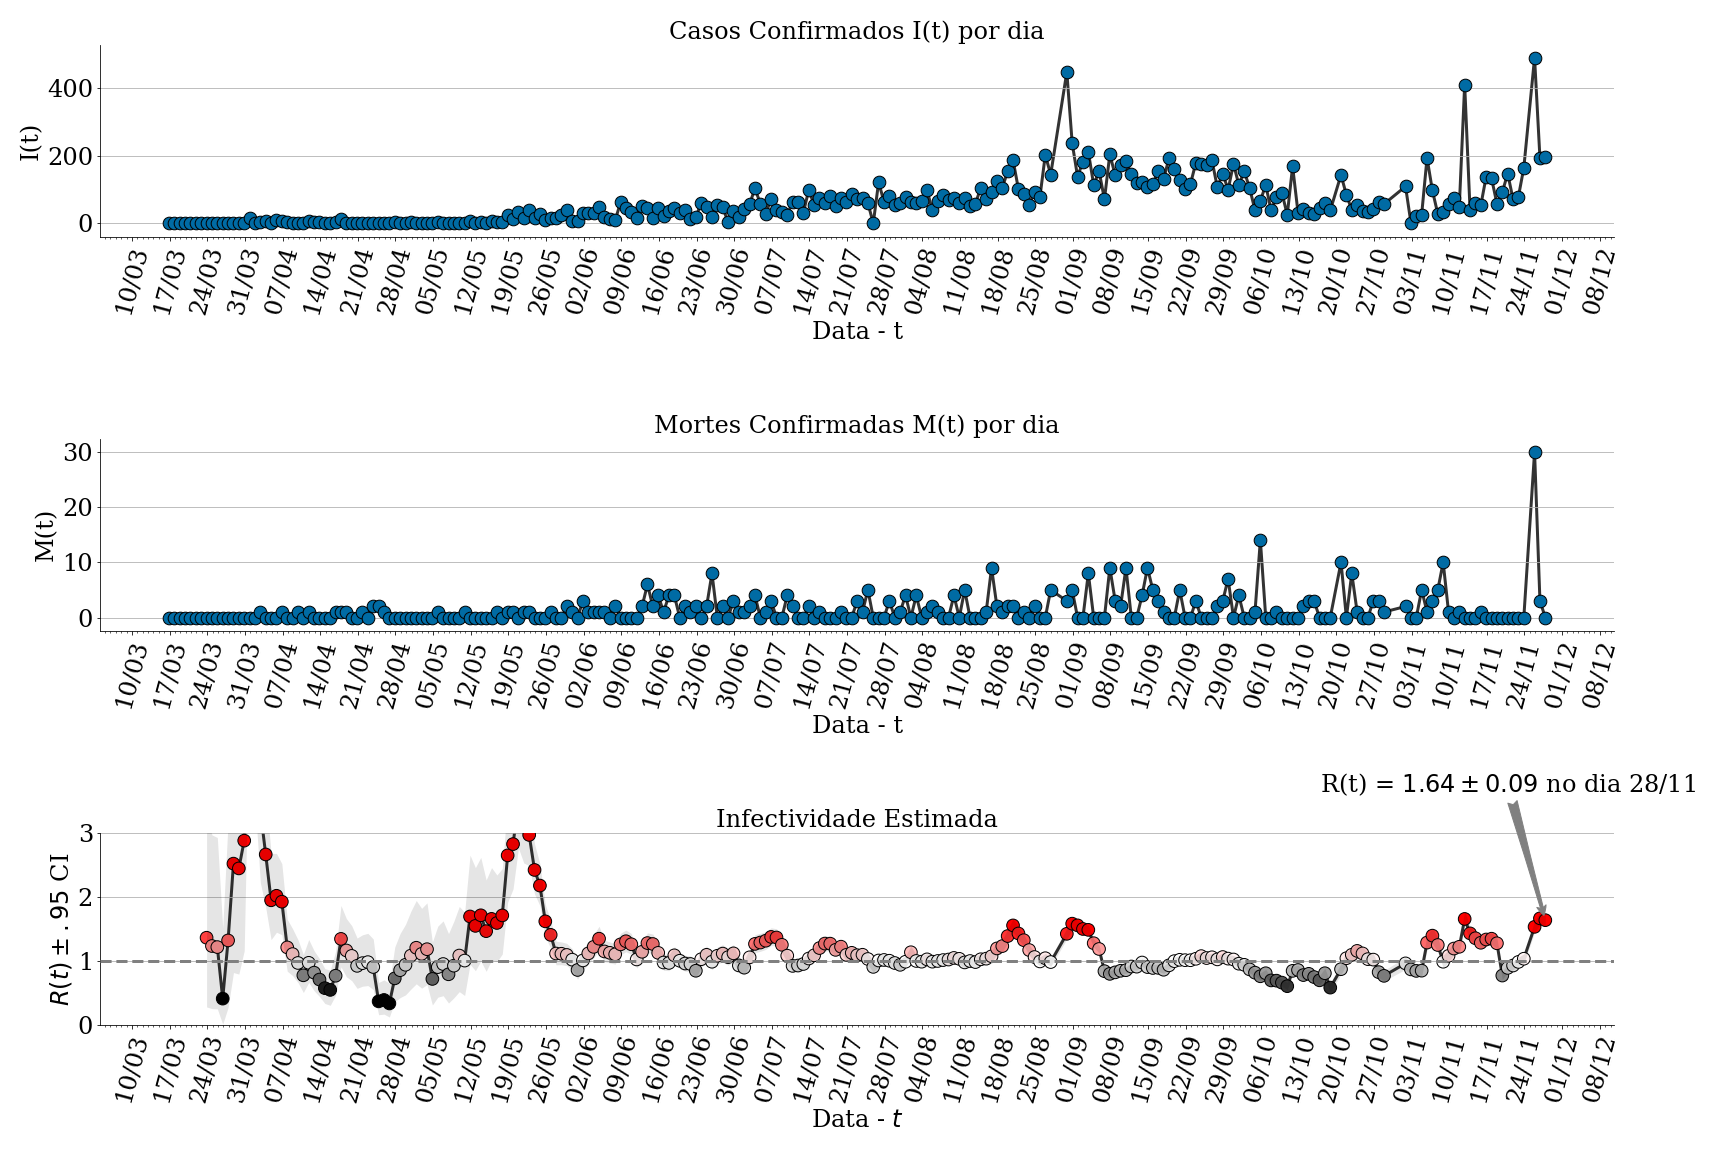 Casos Confirmados I(t) por dia
I(t)
400
200
0
10/03 17/03 24/03 31/03 07/04 14/04 21/04 28/04 05/05 12/05 19/05 26/05 02/06 09/06 16/06 23/06 30/06 07/07 14/07 21/07 28/07 04/08 11/08 18/08 25/08 01/09 08/09 15/09 22/09 29/09 06/10 13/10 20/10 27/10 03/11 10/11 17/11 24/11 01/12 08/12
Data - t
Mortes Confirmadas M(t) por dia
M(t)
30
20
10
0
10/03 17/03 24/03 31/03 07/04 14/04 21/04 28/04 05/05 12/05 19/05 26/05 02/06 09/06 16/06 23/06 30/06 07/07 14/07 21/07 28/07 04/08 11/08 18/08 25/08 01/09 08/09 15/09 22/09 29/09 06/10 13/10 20/10 27/10 03/11 10/11 17/11 24/11 01/12 08/12
Data - t
R(t) = 1.64 ± 0.09 no dia 28/11
Infectividade Estimada
R(t) ± .95 CI
3
2
1
0
10/03 17/03 24/03 31/03 07/04 14/04 21/04 28/04 05/05 12/05 19/05 26/05 02/06 09/06 16/06 23/06 30/06 07/07 14/07 21/07 28/07 04/08 11/08 18/08 25/08 01/09 08/09 15/09 22/09 29/09 06/10 13/10 20/10 27/10 03/11 10/11 17/11 24/11 01/12 08/12
Data - t